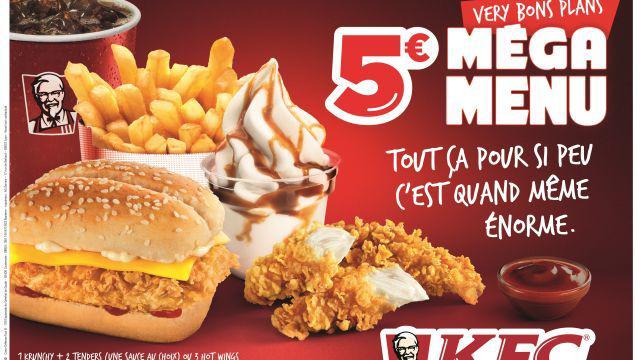 VERY BONS PLANS
5€ MÉGA
MENU
TOUT ÇA POUR SI PEU
C'EST QUAND MÊME
ÉNORME.
KFC
1 KRUNCHY + 2 TENDERS (UNE SAUCE AU CHOIX) OU 3 HOT WINGS